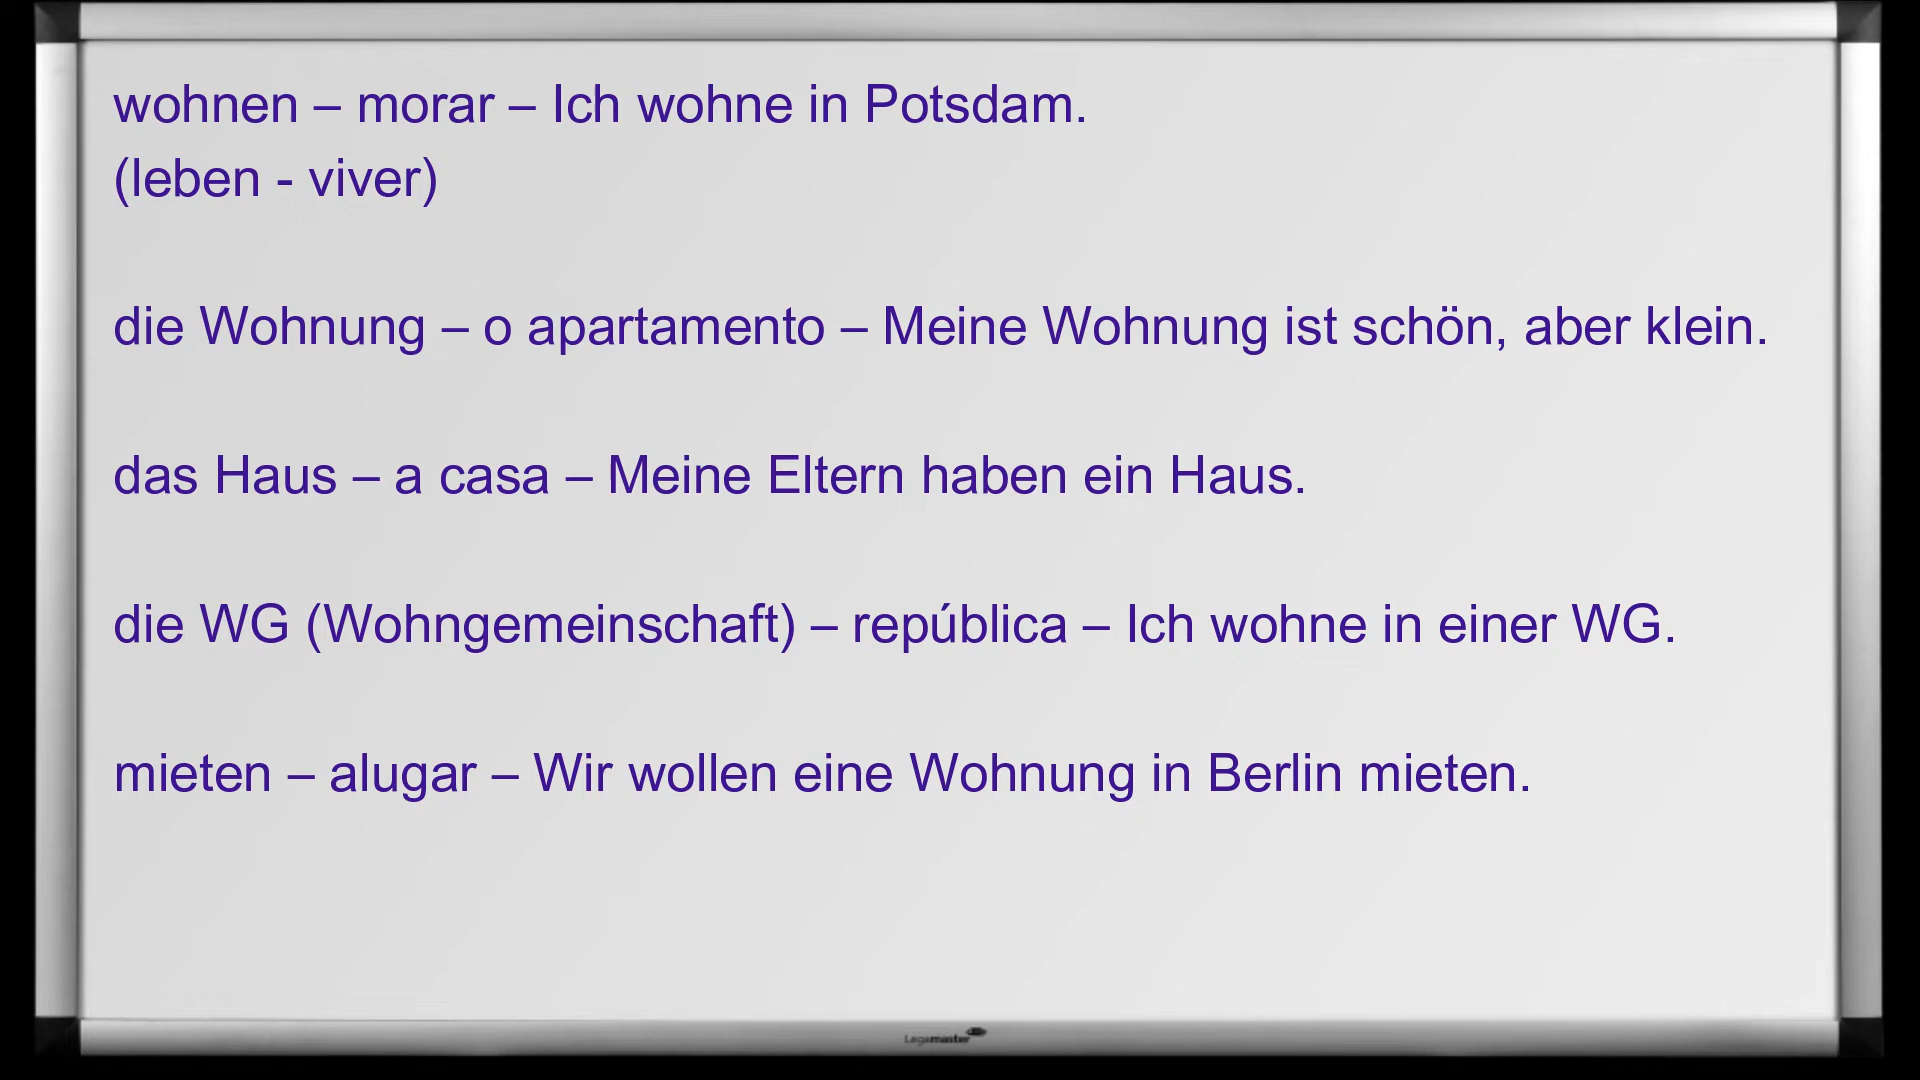 wohnen – morar – Ich wohne in Potsdam.
(leben - viver)
die Wohnung – o apartamento – Meine Wohnung ist schön, aber klein.
das Haus – a casa – Meine Eltern haben ein Haus.
die WG (Wohngemeinschaft) – república – Ich wohne in einer WG.
mieten – alugar – Wir wollen eine Wohnung in Berlin mieten.
Legamaster